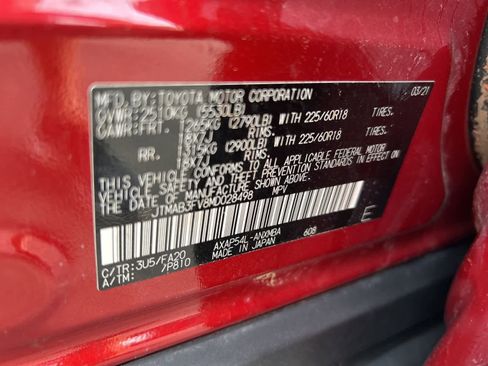 MFD.BY: TOYOTA MOTOR CORPORATION 03/21
GVWR:2510KG (5530LB)
GAWR:FRT. 1265KG (2790LB) WITH 225/60R18 TIRES.
18X7J RIMS.
RR. 1315KG (2900LB) WITH 225/60R18 TIRES.
18X7J RIMS.
THIS VEHICLE CONFORMS TO ALL APPLICABLE FEDERAL MOTOR
VEHICLE SAFETY AND THEFT PREVENTION STANDARDS IN EFFECT ON THE DATE
OF MANUFACTURE SHOWN ABOVE.
JTMAB3FV8MD028498 MPV
E
AXAP54L-ANXMBA 608
MADE IN JAPAN
C/TR: 3U5/FA20
A/TM: /P810